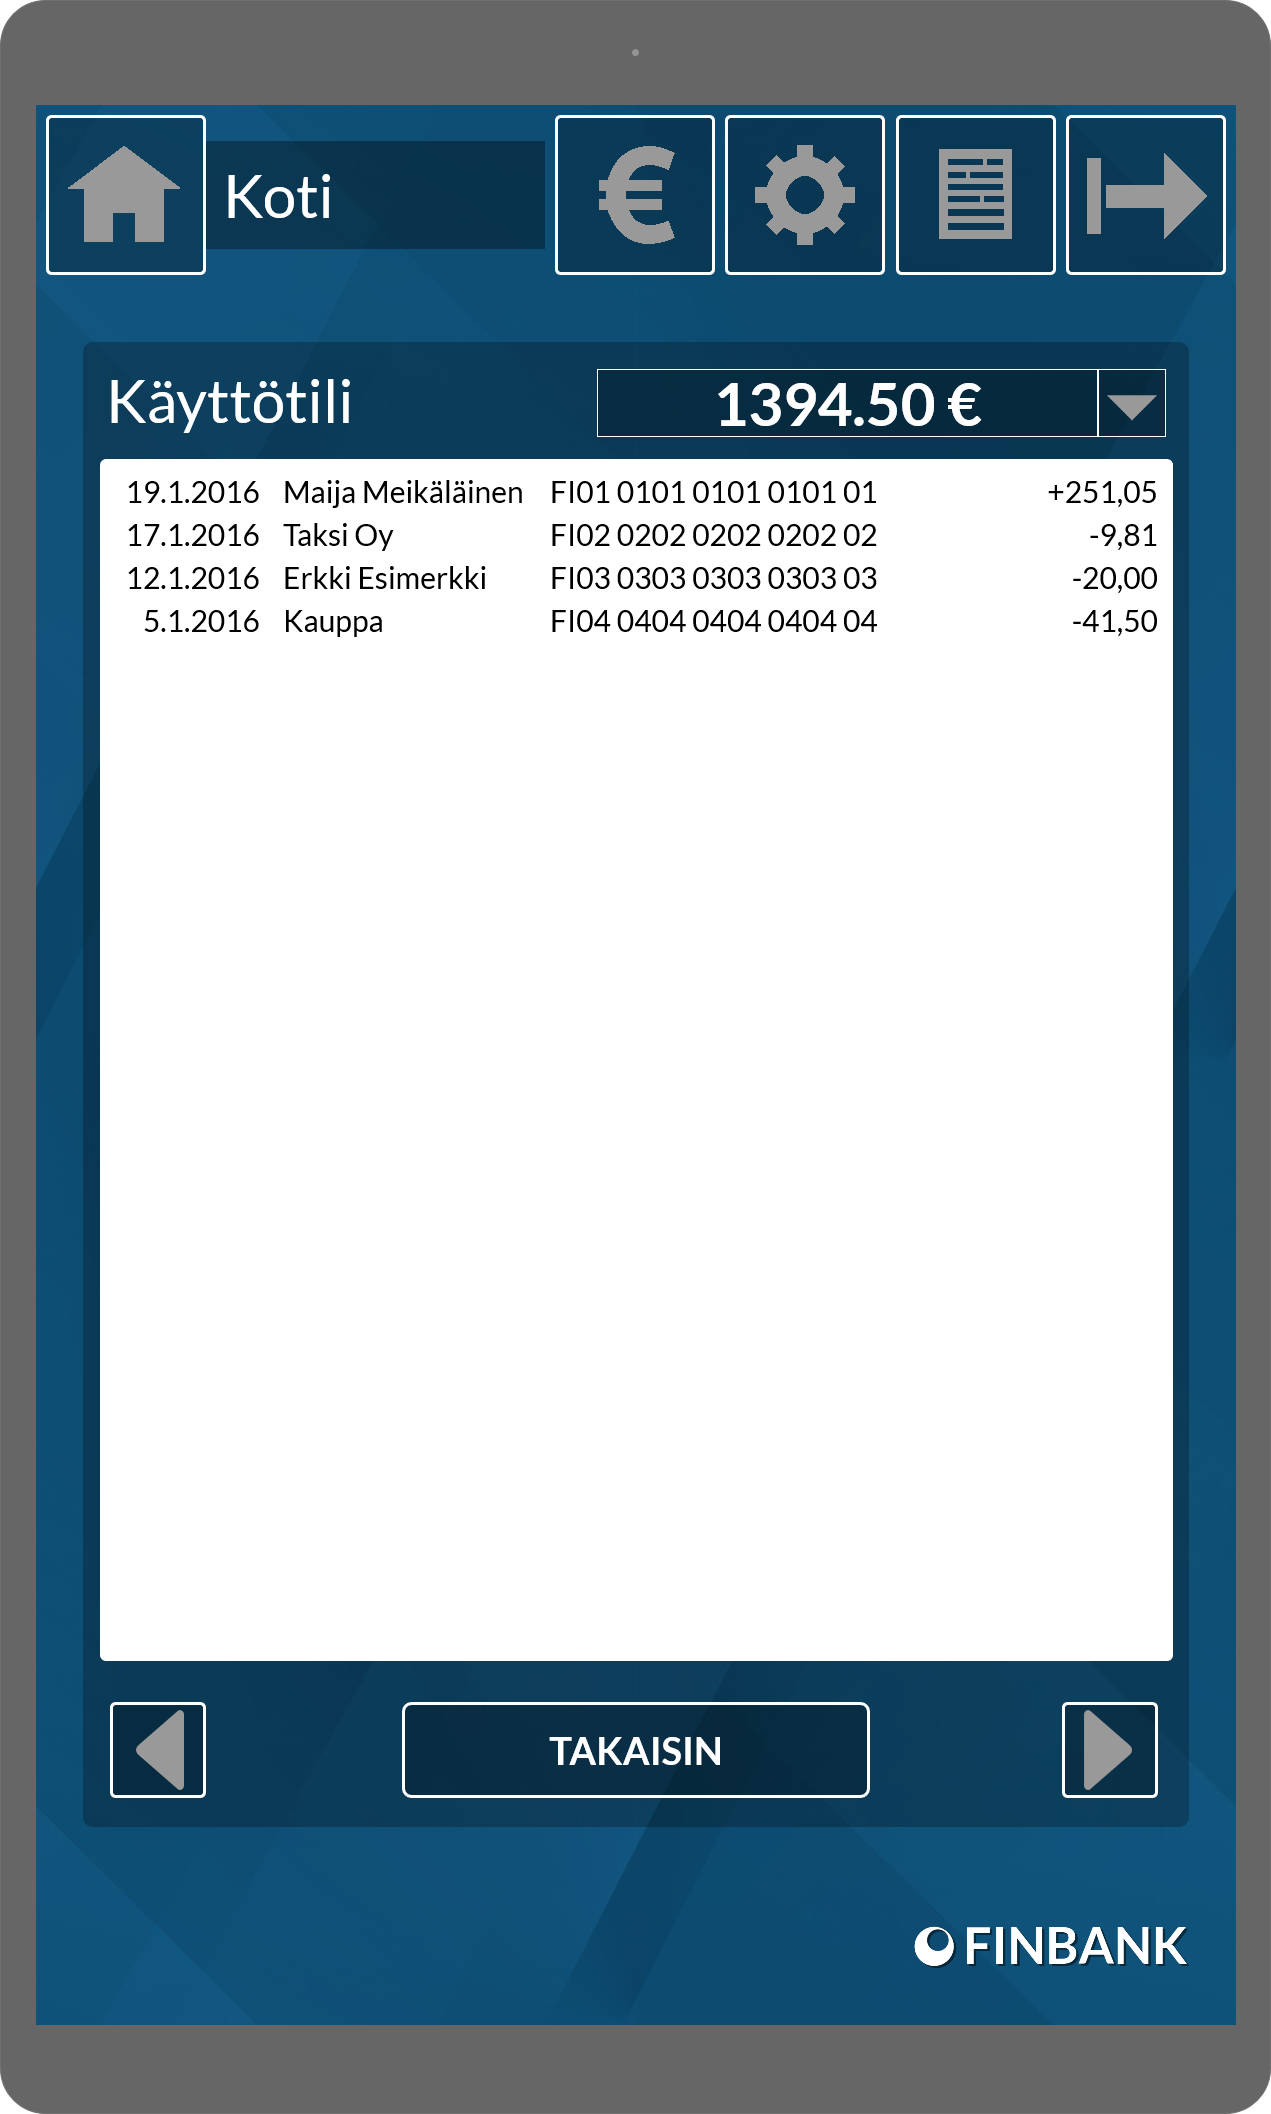 Koti
Käyttötili 1394.50 €
19.1.2016 Maija Meikäläinen FI01 0101 0101 0101 01 +251,05
17.1.2016 Taksi Oy FI02 0202 0202 0202 02 -9,81
12.1.2016 Erkki Esimerkki FI03 0303 0303 0303 03 -20,00
5.1.2016 Kauppa FI04 0404 0404 0404 04 -41,50
TAKAISIN
FINBANK